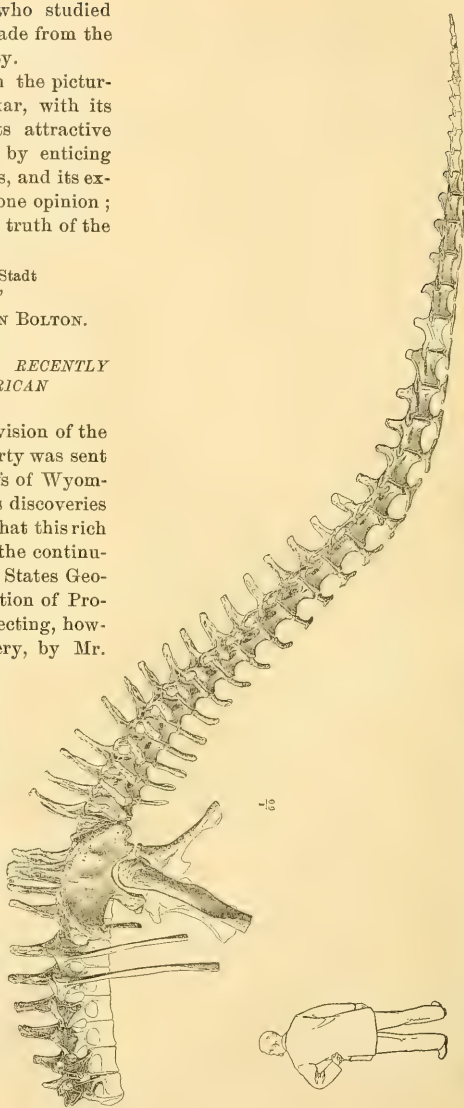 who studied
ade from the
y.
n the pictur-
ar, with its
ts attractive
by enticing
s, and its ex-
one opinion ;
truth of the
Stadt
N BOLTON.
RECENTLY
RICAN
vision of the
rty was sent
fs of Wyom-
s discoveries
hat this rich
the continu-
States Geo-
tion of Pro-
ecting, how-
ery, by Mr.